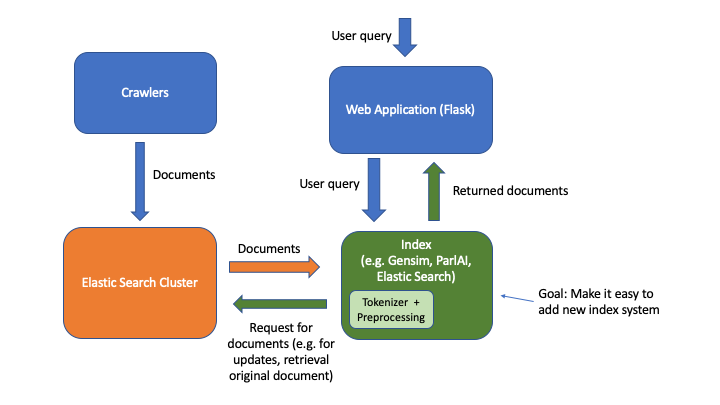 User query
Crawlers
Web Application (Flask)
Documents
User query
Returned documents
Elastic Search Cluster
Documents
Index
(e.g. Gensim, ParlAI,
Elastic Search)
Tokenizer +
Preprocessing
Goal: Make it easy to
add new index system
Request for
documents (e.g. for
updates, retrieval
original document)